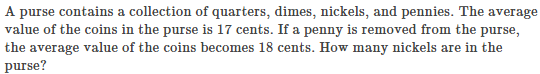 A purse contains a collection of quarters, dimes, nickels, and pennies. The average
value of the coins in the purse is 17 cents. If a penny is removed from the purse,
the average value of the coins becomes 18 cents. How many nickels are in the
purse?